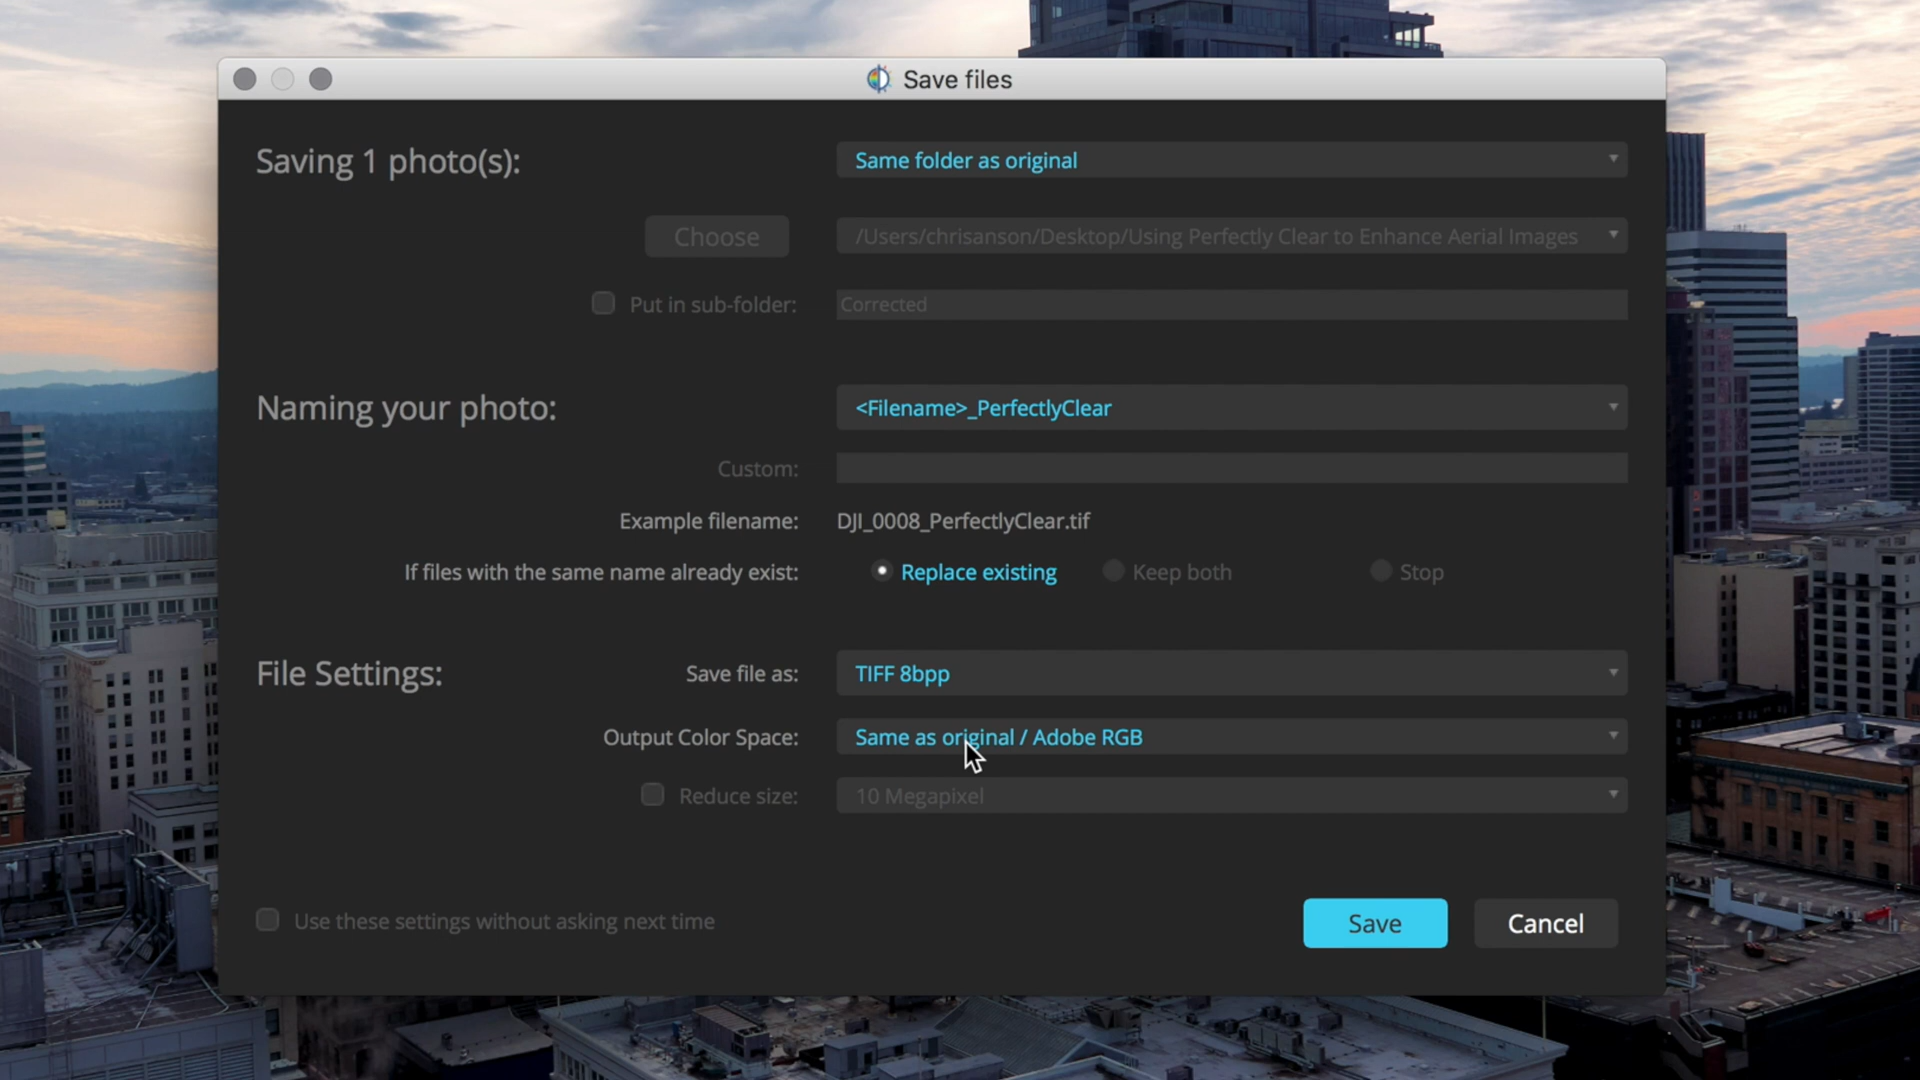 Save files
Saving 1 photo(s):
Same folder as original
Choose
/Users/chrisanson/Desktop/Using Perfectly Clear to Enhance Aerial Images
Put in sub-folder:
Corrected
Naming your photo:
<Filename>_PerfectlyClear
Custom:
Example filename:
DJI_0008_PerfectlyClear.tif
If files with the same name already exist:
Replace existing
Keep both
Stop
File Settings:
Save file as:
TIFF 8bpp
Output Color Space:
Same as original / Adobe RGB
Reduce size:
10 Megapixel
Use these settings without asking next time
Save
Cancel